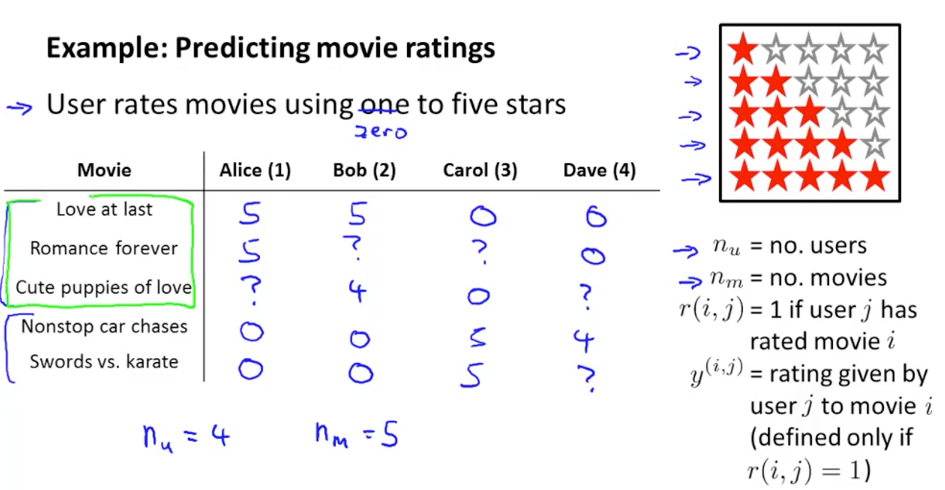 Example: Predicting movie ratings
→ User rates movies using one to five stars
zero
Movie Alice (1) Bob (2) Carol (3) Dave (4)
Love at last 5 5 0 0
Romance forever 5 ? ? 0
Cute puppies of love ? 4 0 ?
Nonstop car chases 0 0 5 4
Swords vs. karate 0 0 5 ?
n_u = 4 n_m = 5
→ n_u = no. users
→ n_m = no. movies
r(i, j) = 1 if user j has
rated movie i
y^(i,j) = rating given by
user j to movie i
(defined only if
r(i, j) = 1)